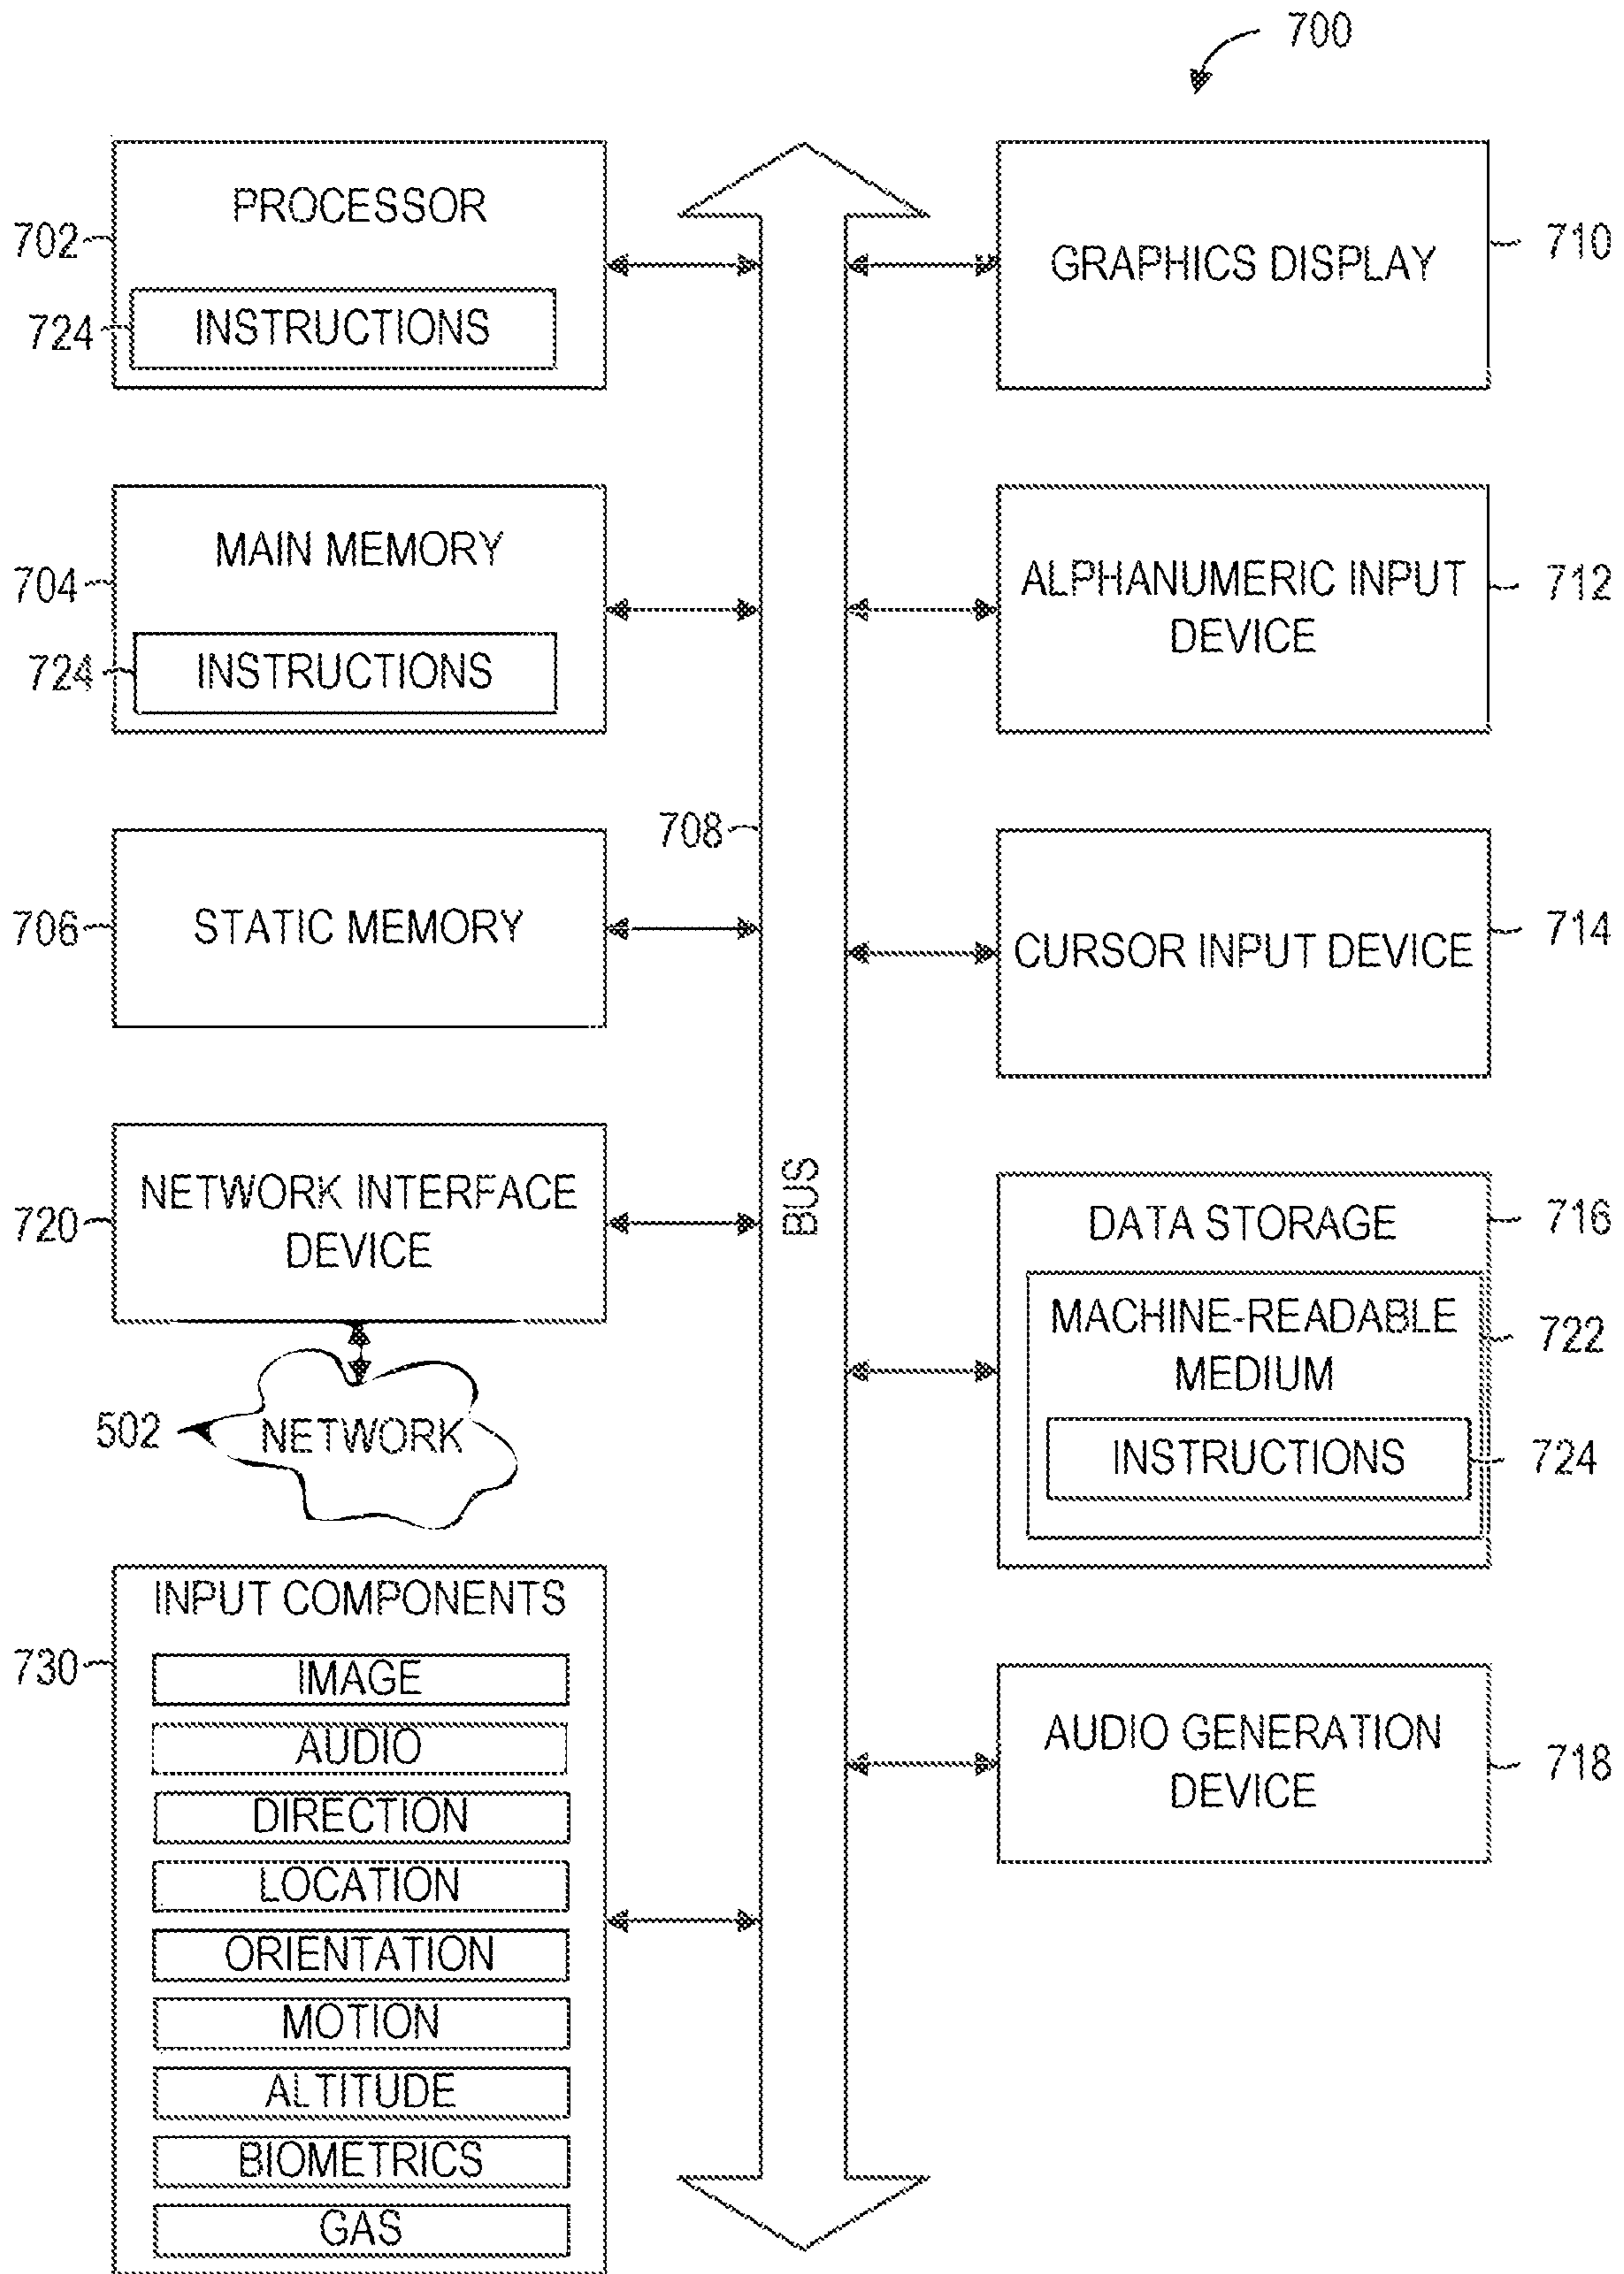 700
PROCESSOR
702
INSTRUCTIONS
724
MAIN MEMORY
704
INSTRUCTIONS
724
STATIC MEMORY
706
708
BUS
NETWORK INTERFACE
DEVICE
720
502
NETWORK
INPUT COMPONENTS
730
IMAGE
AUDIO
DIRECTION
LOCATION
ORIENTATION
MOTION
ALTITUDE
BIOMETRICS
GAS
GRAPHICS DISPLAY
710
ALPHANUMERIC INPUT
DEVICE
712
CURSOR INPUT DEVICE
714
DATA STORAGE
716
MACHINE-READABLE
MEDIUM
722
INSTRUCTIONS
724
AUDIO GENERATION
DEVICE
718